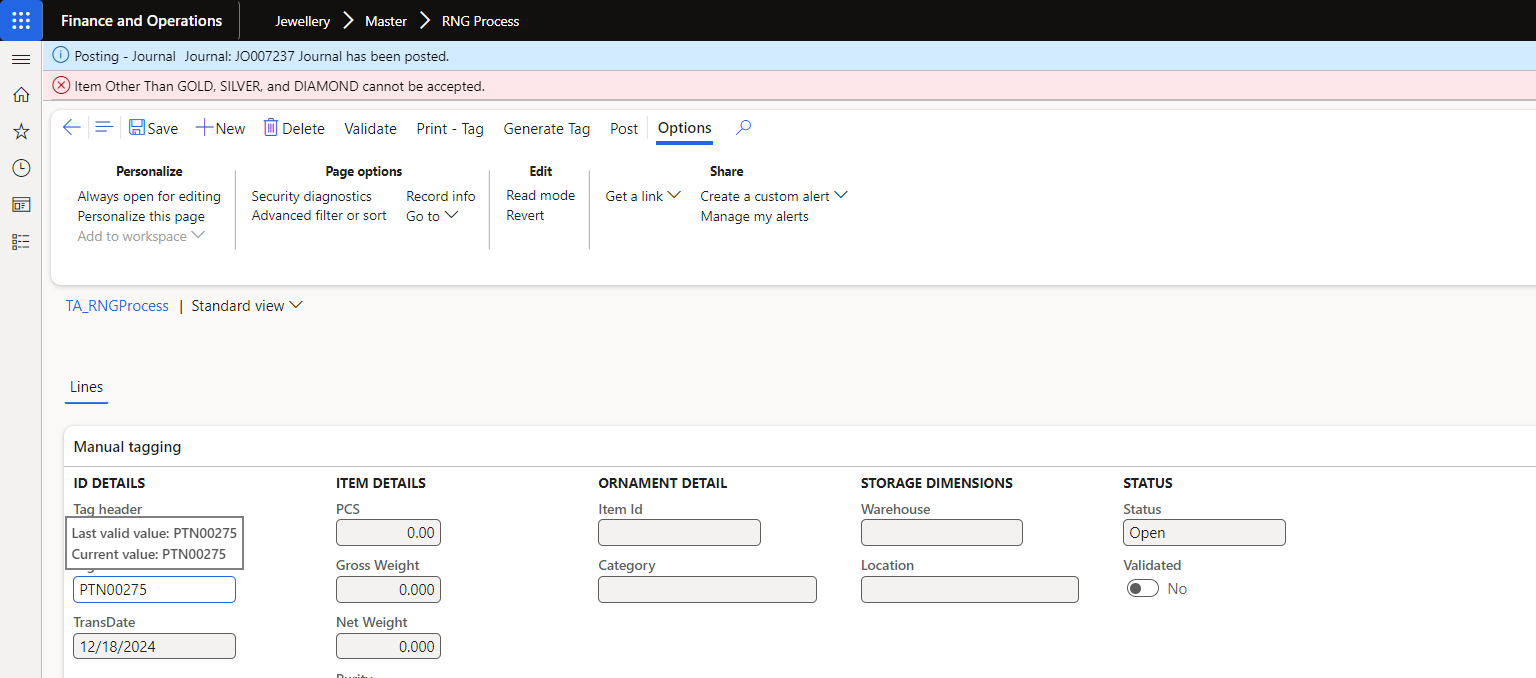 Finance and Operations
Jewellery > Master > RNG Process
Posting - Journal Journal: JO007237 Journal has been posted.
Item Other Than GOLD, SILVER, and DIAMOND cannot be accepted.
Save New Delete Validate Print - Tag Generate Tag Post Options
Personalize
Always open for editing
Personalize this page
Add to workspace
Page options
Security diagnostics
Advanced filter or sort
Record info
Go to
Edit
Read mode
Revert
Get a link
Share
Create a custom alert
Manage my alerts
TA_RNGProcess | Standard view
Lines
Manual tagging
ID DETAILS
Tag header
Last valid value: PTN00275
Current value: PTN00275
PTN00275
TransDate
12/18/2024
ITEM DETAILS
PCS
0.00
Gross Weight
0.000
Net Weight
0.000
ORNAMENT DETAIL
Item Id
Category
STORAGE DIMENSIONS
Warehouse
Location
STATUS
Status
Open
Validated
No